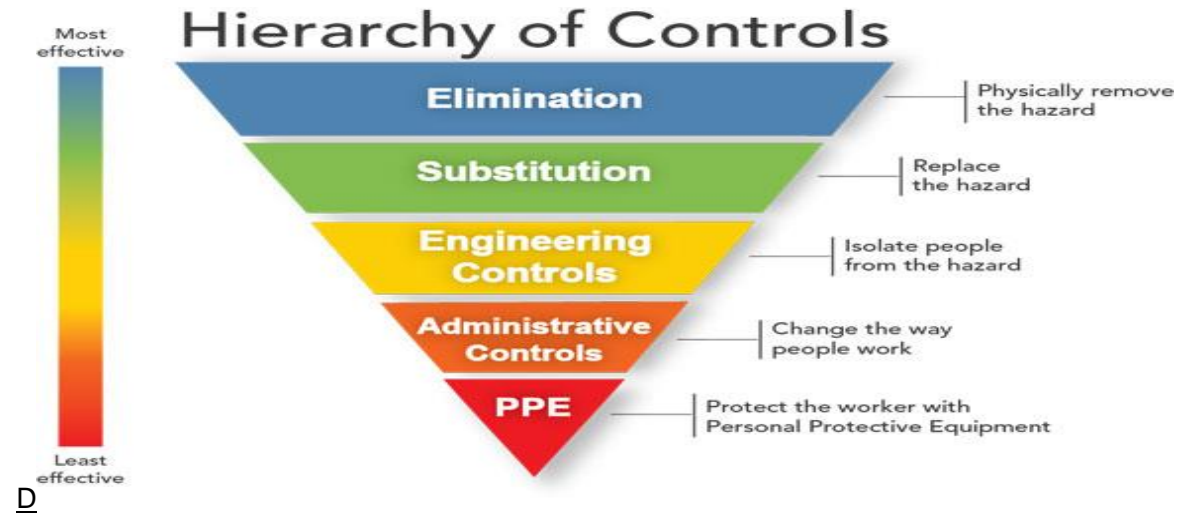 Hierarchy of Controls
Most
effective
Elimination
Physically remove
the hazard
Substitution
Replace
the hazard
Engineering
Controls
Isolate people
from the hazard
Administrative
Controls
Change the way
people work
PPE
Protect the worker with
Personal Protective Equipment
Least
effective
D